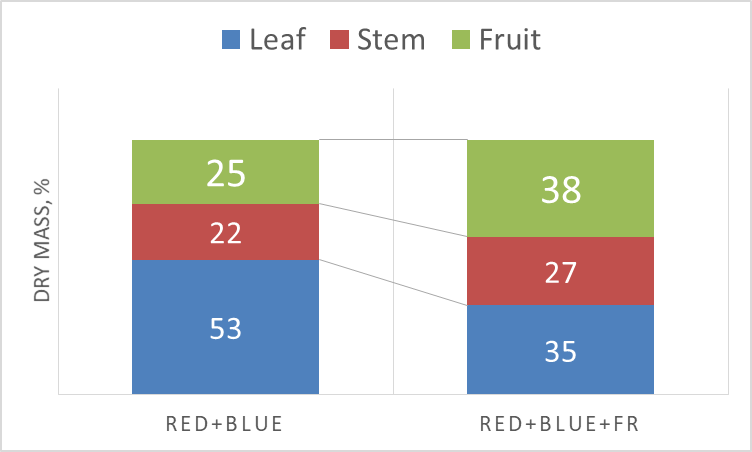 Leaf Stem Fruit
DRY MASS, %
25
22
53
38
27
35
RED+BLUE
RED+BLUE+FR